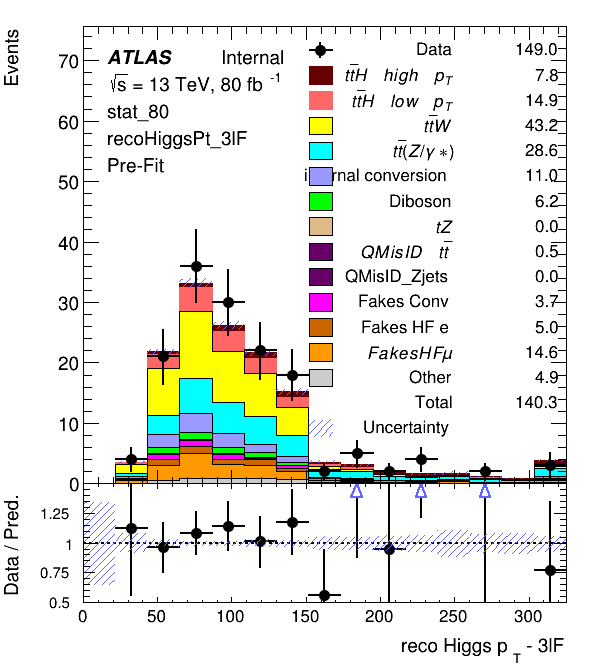 Events
ATLAS Internal
√s = 13 TeV, 80 fb⁻¹
stat_80
recoHiggsPt_3lF
Pre-Fit
Data 149.0
tt̄H high p_T 7.8
tt̄H low p_T 14.9
tt̄W 43.2
tt̄(Z/γ*) 28.6
internal conversion 11.0
Diboson 6.2
tZ 0.0
QMisID tt̄ 0.5
QMisID_Zjets 0.0
Fakes Conv 3.7
Fakes HF e 5.0
FakesHFμ 14.6
Other 4.9
Total 140.3
Uncertainty
70
60
50
40
30
20
10
0
Data / Pred.
1.25
1
0.75
0.5
0 50 100 150 200 250 300
reco Higgs p_T - 3lF